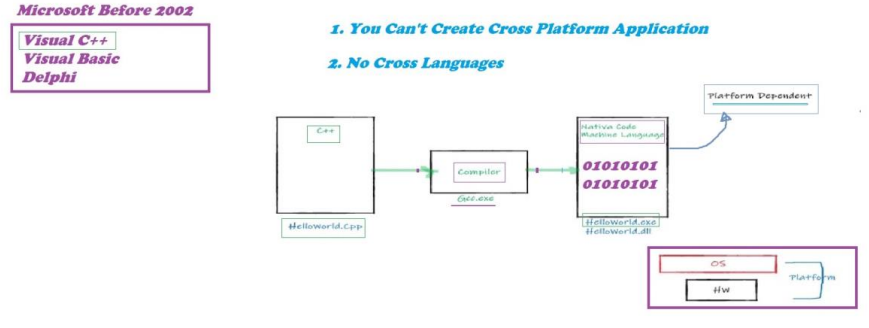 Microsoft Before 2002
Visual C++
Visual Basic
Delphi
1. You Can't Create Cross Platform Application
2. No Cross Languages
Platform Dependent
C++
Compiler
Gcc.exe
Nativa Code
Machine Language
01010101
01010101
HelloWorld.Cpp
HelloWorld.exe
HelloWorld.dll
OS
HW
Platform